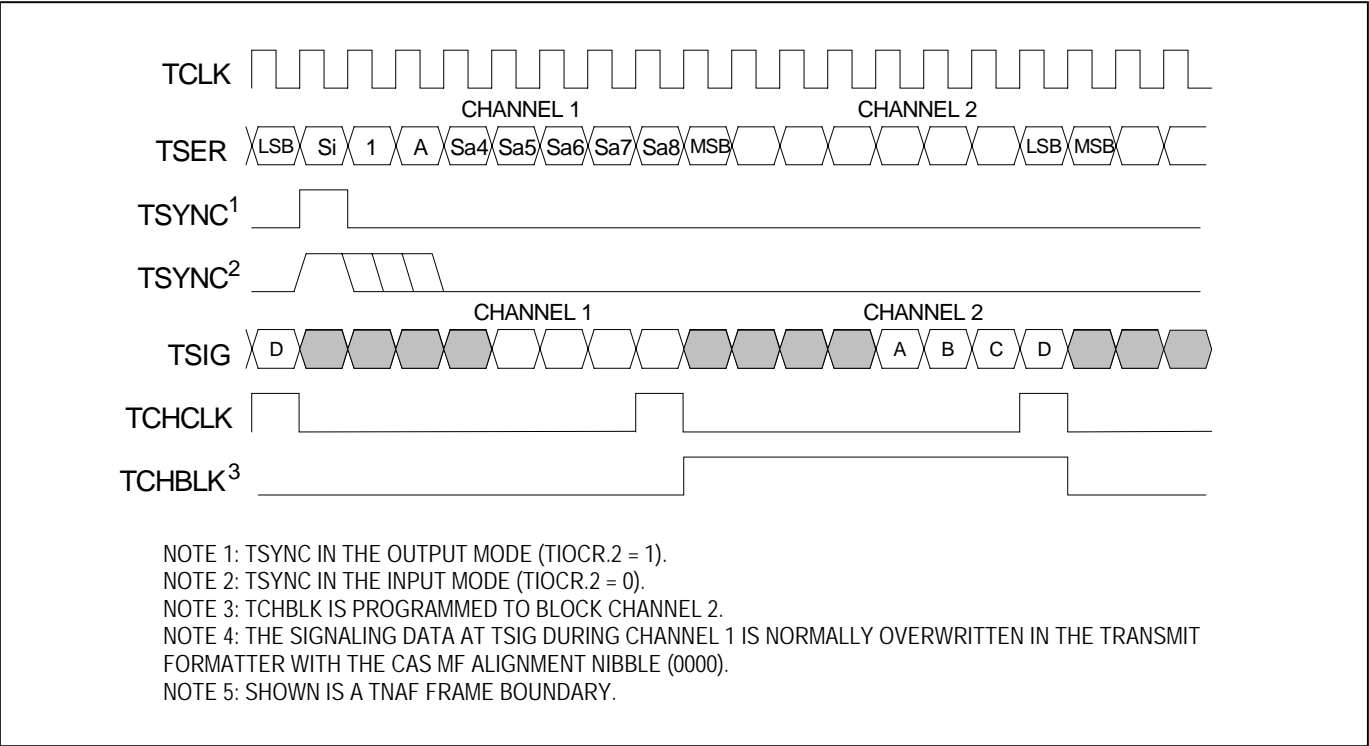 TCLK
CHANNEL 1 CHANNEL 2
TSER LSB Si 1 A Sa4 Sa5 Sa6 Sa7 Sa8 MSB LSB MSB
TSYNC1
TSYNC2
CHANNEL 1 CHANNEL 2
TSIG D A B C D
TCHCLK
TCHBLK3
NOTE 1: TSYNC IN THE OUTPUT MODE (TIOCR.2 = 1).
NOTE 2: TSYNC IN THE INPUT MODE (TIOCR.2 = 0).
NOTE 3: TCHBLK IS PROGRAMMED TO BLOCK CHANNEL 2.
NOTE 4: THE SIGNALING DATA AT TSIG DURING CHANNEL 1 IS NORMALLY OVERWRITTEN IN THE TRANSMIT
FORMATTER WITH THE CAS MF ALIGNMENT NIBBLE (0000).
NOTE 5: SHOWN IS A TNAF FRAME BOUNDARY.